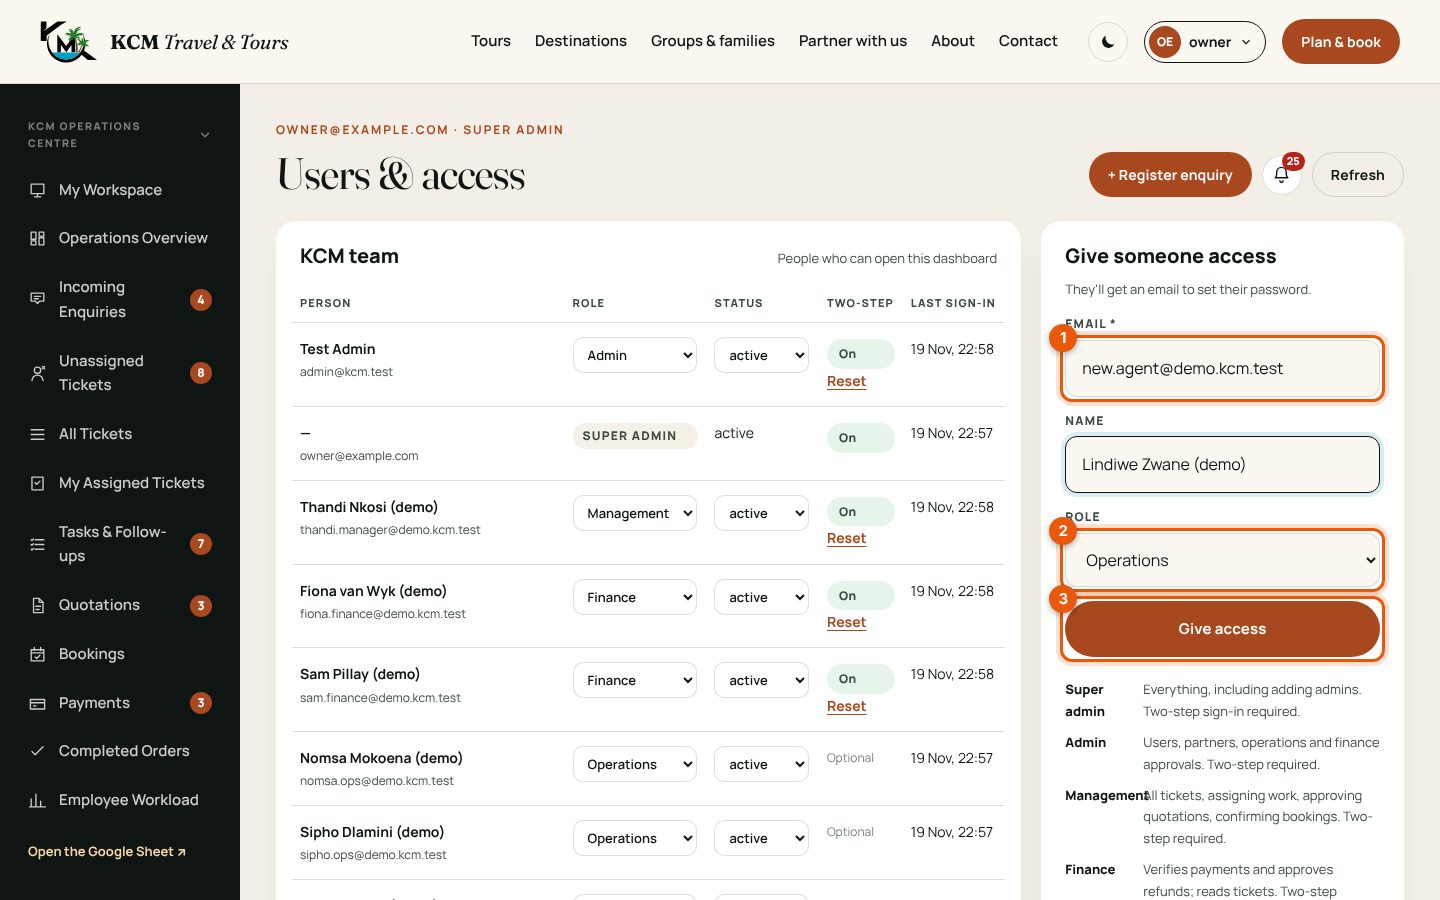 KCM Travel & Tours
Tours
Destinations
Groups & families
Partner with us
About
Contact
OE owner
Plan & book
KCM OPERATIONS
CENTRE
My Workspace
Operations Overview
Incoming
Enquiries
4
Unassigned
Tickets
8
All Tickets
My Assigned Tickets
Tasks & Follow-
ups
7
Quotations
3
Bookings
Payments
3
Completed Orders
Employee Workload
Open the Google Sheet ↗
OWNER@EXAMPLE.COM · SUPER ADMIN
Users & access
+ Register enquiry
25
Refresh
KCM team
People who can open this dashboard
PERSON ROLE STATUS TWO-STEP LAST SIGN-IN
Test Admin Admin active On 19 Nov, 22:58
admin@kcm.test Reset
— SUPER ADMIN active On 19 Nov, 22:57
owner@example.com
Thandi Nkosi (demo) Management active On 19 Nov, 22:58
thandi.manager@demo.kcm.test Reset
Fiona van Wyk (demo) Finance active On 19 Nov, 22:58
fiona.finance@demo.kcm.test Reset
Sam Pillay (demo) Finance active On 19 Nov, 22:58
sam.finance@demo.kcm.test Reset
Nomsa Mokoena (demo) Operations active Optional 19 Nov, 22:57
nomsa.ops@demo.kcm.test
Sipho Dlamini (demo) Operations active Optional 19 Nov, 22:57
sipho.ops@demo.kcm.test
Give someone access
They'll get an email to set their password.
EMAIL *
1
new.agent@demo.kcm.test
NAME
Lindiwe Zwane (demo)
ROLE
2
Operations
3
Give access
Super Everything, including adding admins.
admin Two-step sign-in required.
Admin Users, partners, operations and finance
approvals. Two-step required.
Management All tickets, assigning work, approving
quotations, confirming bookings. Two-
step required.
Finance Verifies payments and approves
refunds; reads tickets. Two-step